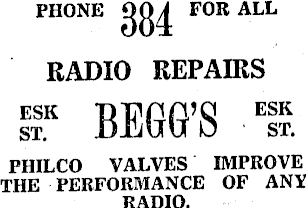 PHONE 384 FOR ALL
RADIO REPAIRS
ESK ST. BEGG'S ESK ST.
PHILCO VALVES IMPROVE
THE PERFORMANCE OF ANY
RADIO.